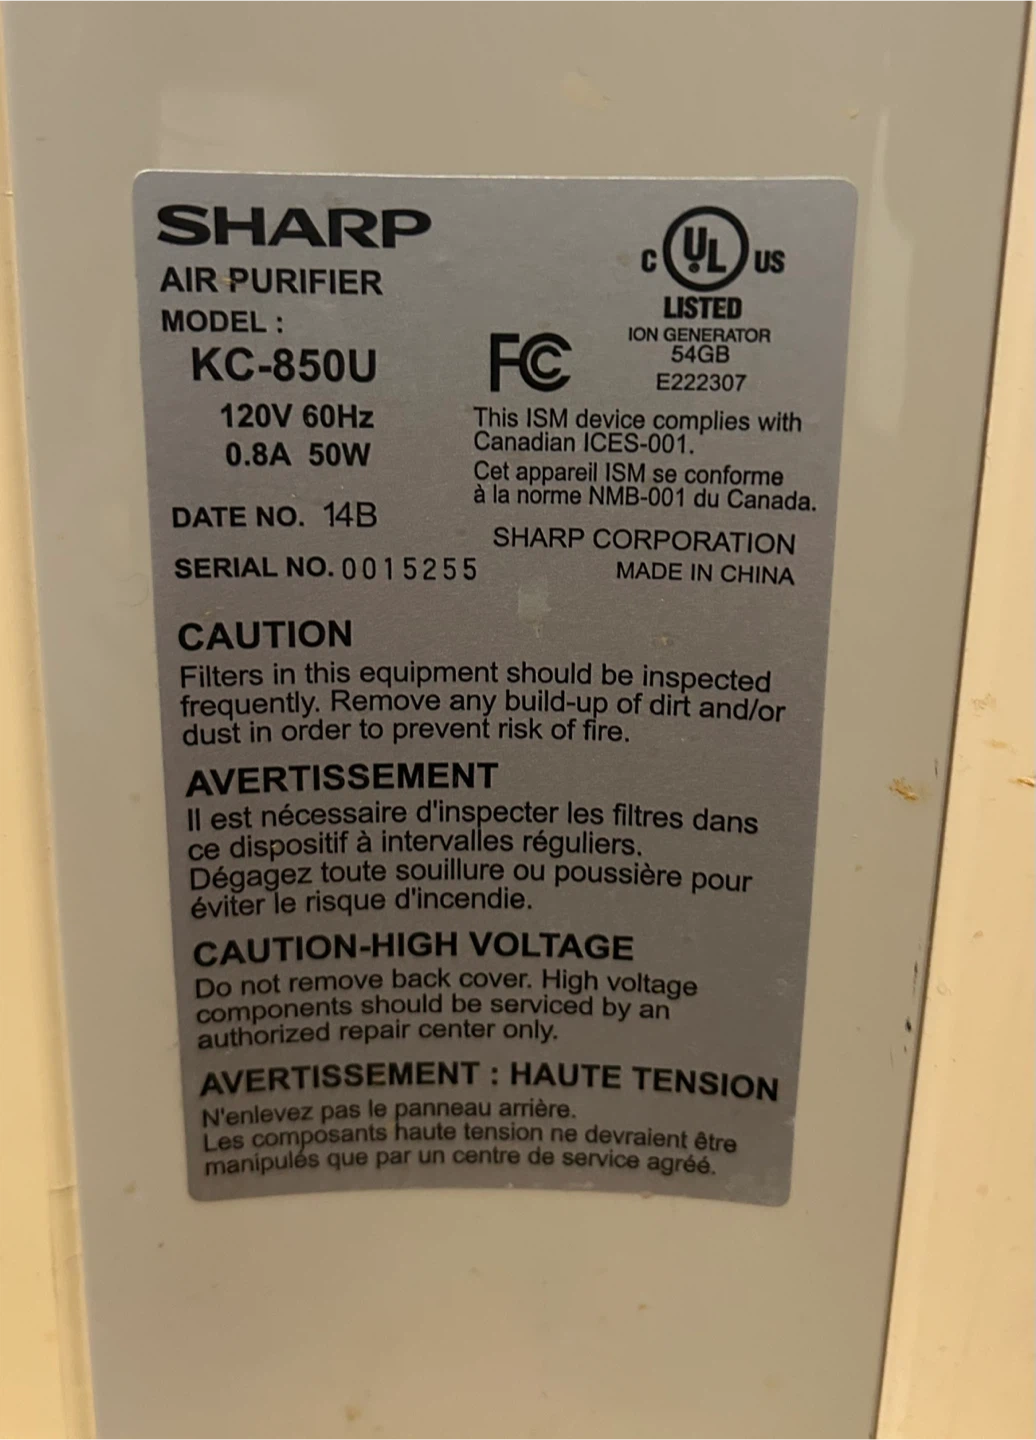 SHARP
AIR PURIFIER
MODEL :
KC-850U
120V 60Hz
0.8A 50W
DATE NO. 14B
SERIAL NO. 0015255
C UL US
LISTED
ION GENERATOR
54GB
E222307
FC
This ISM device complies with
Canadian ICES-001.
Cet appareil ISM se conforme
à la norme NMB-001 du Canada.
SHARP CORPORATION
MADE IN CHINA
CAUTION
Filters in this equipment should be inspected
frequently. Remove any build-up of dirt and/or
dust in order to prevent risk of fire.
AVERTISSEMENT
Il est nécessaire d'inspecter les filtres dans
ce dispositif à intervalles réguliers.
Dégagez toute souillure ou poussière pour
éviter le risque d'incendie.
CAUTION-HIGH VOLTAGE
Do not remove back cover. High voltage
components should be serviced by an
authorized repair center only.
AVERTISSEMENT : HAUTE TENSION
N'enlevez pas le panneau arrière.
Les composants haute tension ne devraient être
manipulés que par un centre de service agréé.